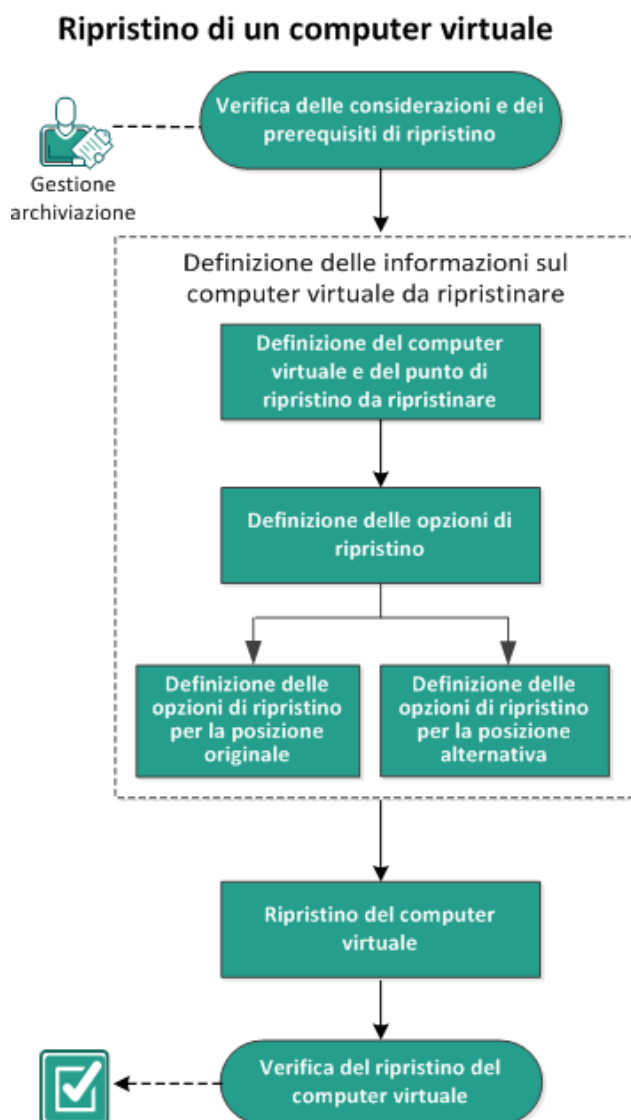 Ripristino di un computer virtuale
Verifica delle considerazioni e dei
prerequisiti di ripristino
Gestione
archiviazione
Definizione delle informazioni sul
computer virtuale da ripristinare
Definizione del computer
virtuale e del punto di
ripristino da ripristinare
Definizione delle opzioni di
ripristino
Definizione delle
opzioni di ripristino
per la posizione
originale
Definizione delle
opzioni di ripristino
per la posizione
alternativa
Ripristino del computer
virtuale
Verifica del ripristino del
computer virtuale